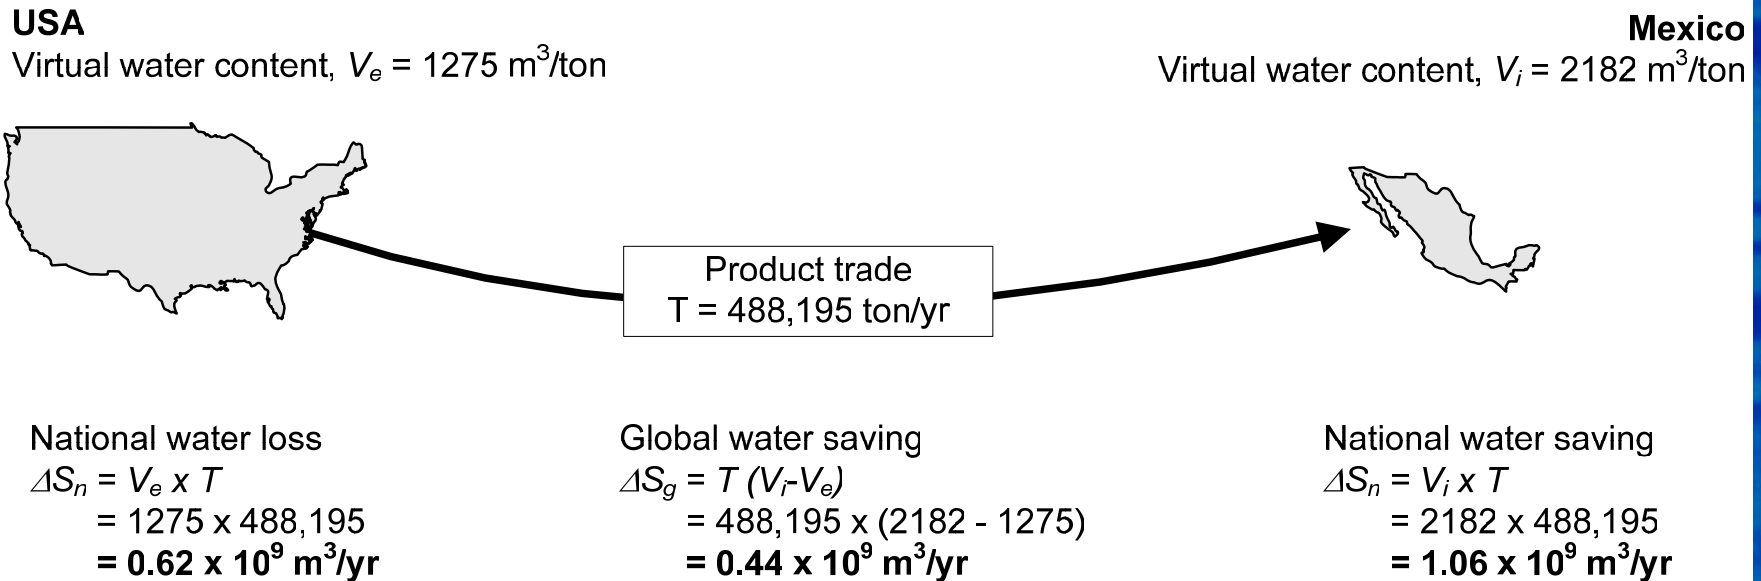 USA
Virtual water content, Vₑ = 1275 m³/ton
Mexico
Virtual water content, Vᵢ = 2182 m³/ton
Product trade
T = 488,195 ton/yr
National water loss
ΔSₙ = Vₑ x T
= 1275 x 488,195
= 0.62 x 10⁹ m³/yr
Global water saving
ΔS_g = T (Vᵢ-Vₑ)
= 488,195 x (2182 - 1275)
= 0.44 x 10⁹ m³/yr
National water saving
ΔSₙ = Vᵢ x T
= 2182 x 488,195
= 1.06 x 10⁹ m³/yr